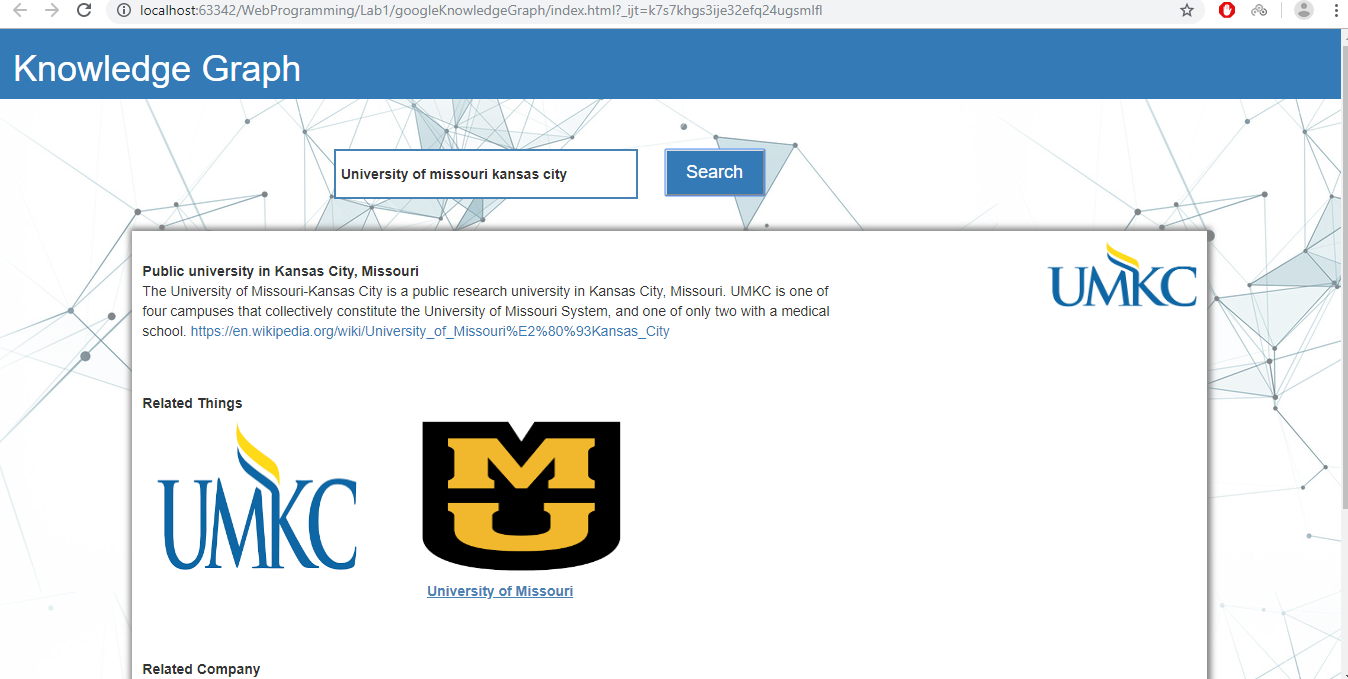 localhost:63342/WebProgramming/Lab1/googleKnowledgeGraph/index.html?_ijt=k7s7khgs3ije32efq24ugsmlfl
Knowledge Graph
University of missouri kansas city
Search
UMKC
Public university in Kansas City, Missouri
The University of Missouri-Kansas City is a public research university in Kansas City, Missouri. UMKC is one of
four campuses that collectively constitute the University of Missouri System, and one of only two with a medical
school. https://en.wikipedia.org/wiki/University_of_Missouri%E2%80%93Kansas_City
Related Things
UMKC
MU
University of Missouri
Related Company